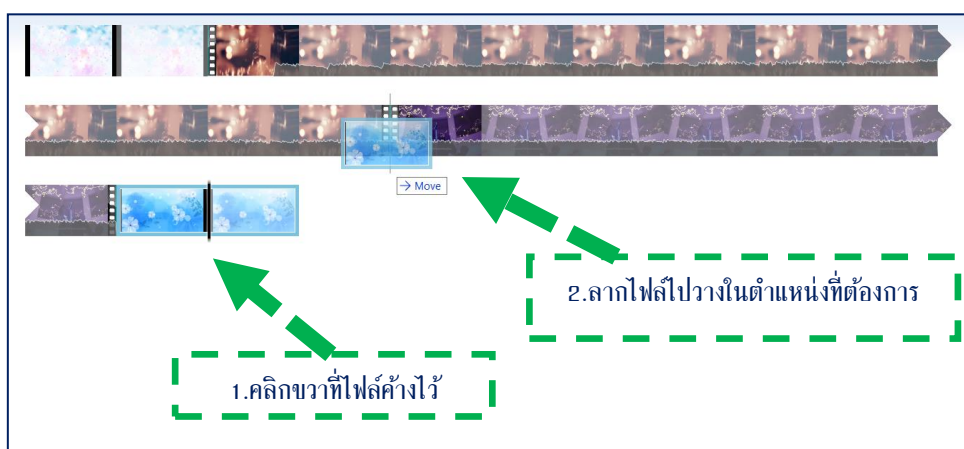 → Move
2.ลากไฟล์ไปวางในตำแหน่งที่ต้องการ
1.คลิกขวาที่ไฟล์ค้างไว้